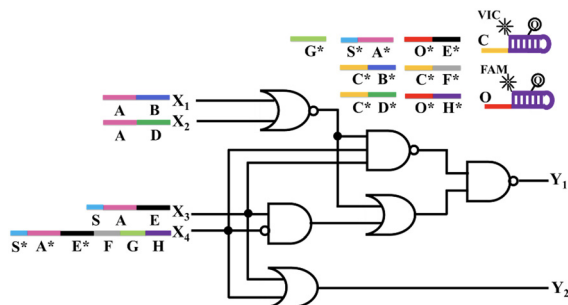 VIC
Q
G* S* A* O* E* C
C* B* C* F* FAM
Q
A B X1
C* D* O* H* O
A D X2
Y1
S A E X3
S* A* E* F G H X4
Y2